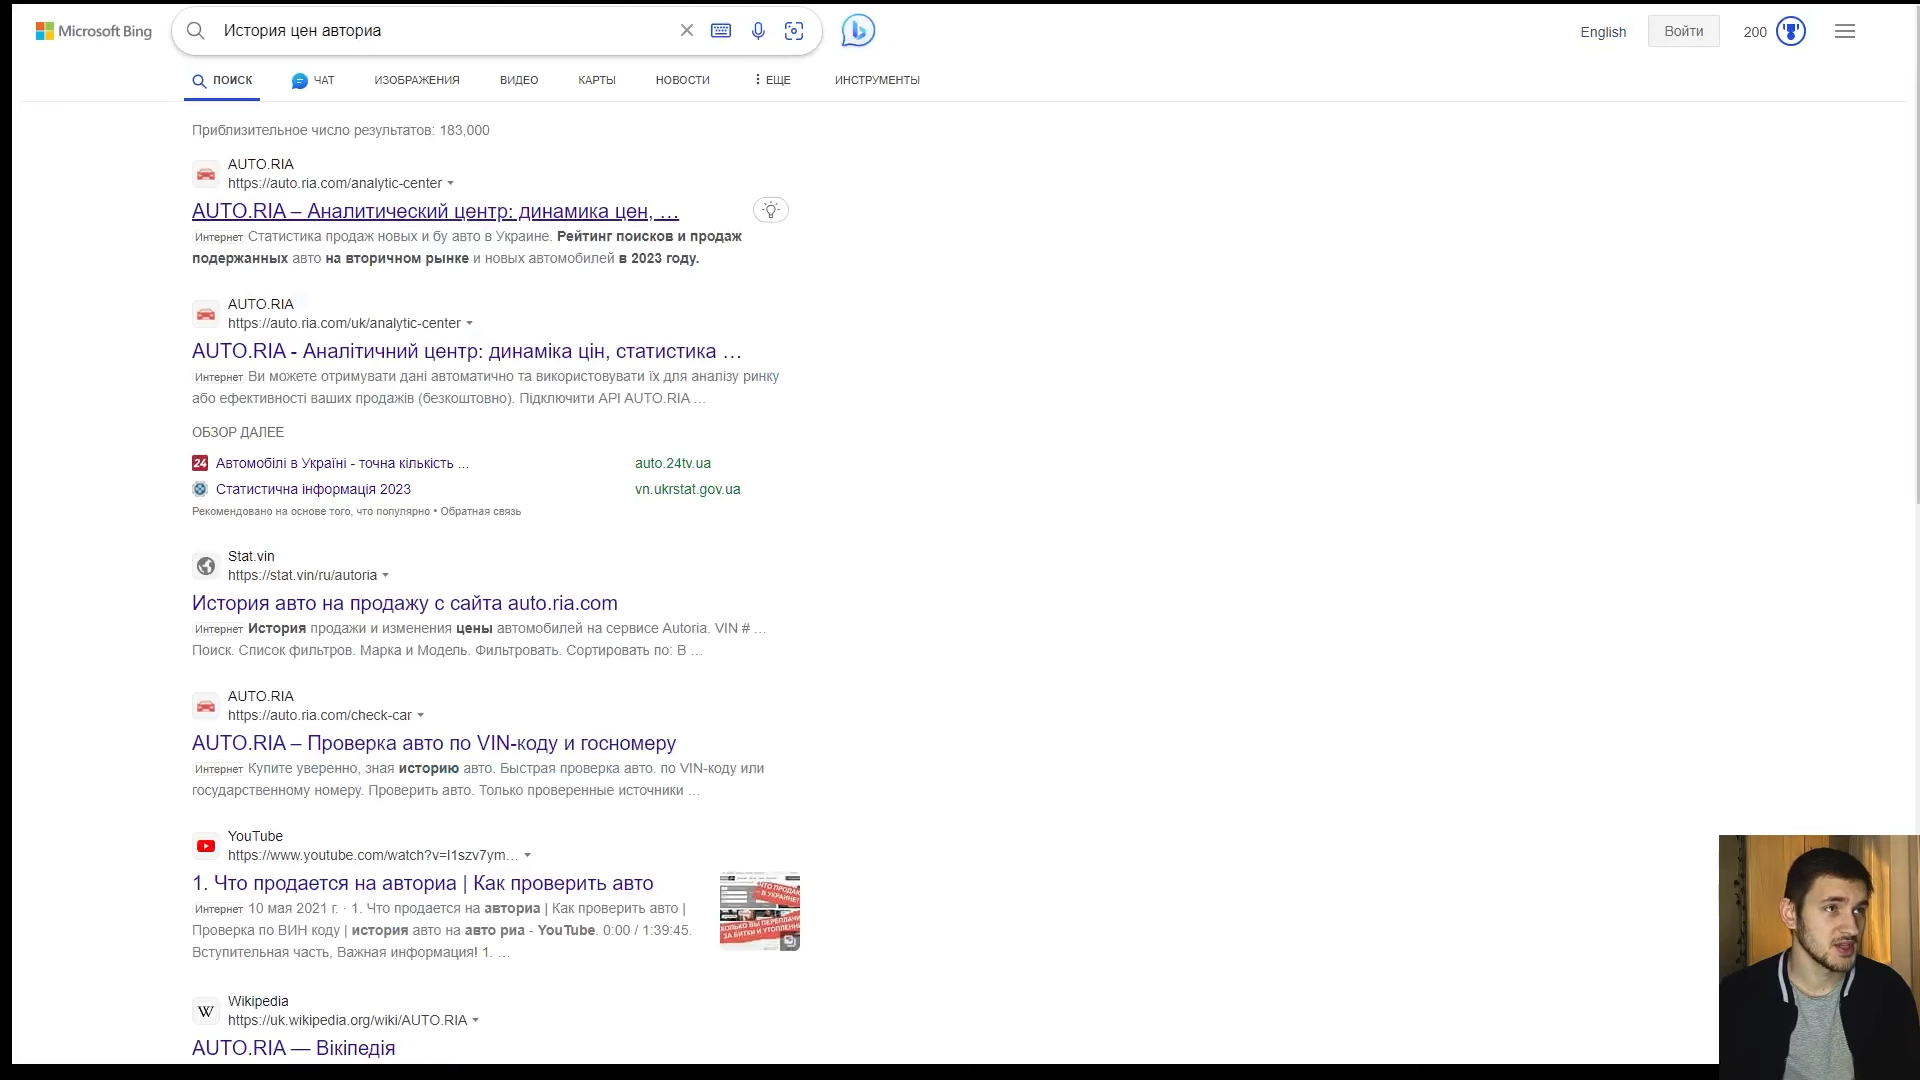 Microsoft Bing
История цен авториа
English
Войти
200
ПОИСК
ЧАТ
ИЗОБРАЖЕНИЯ
ВИДЕО
КАРТЫ
НОВОСТИ
ЕЩЕ
ИНСТРУМЕНТЫ
Приблизительное число результатов: 183,000
AUTO.RIA
https://auto.ria.com/analytic-center
AUTO.RIA – Аналитический центр: динамика цен, …
Интернет Статистика продаж новых и бу авто в Украине. Рейтинг поисков и продаж
подержанных авто на вторичном рынке и новых автомобилей в 2023 году.
AUTO.RIA
https://auto.ria.com/uk/analytic-center
AUTO.RIA - Аналітичний центр: динаміка цін, статистика …
Интернет Ви можете отримувати дані автоматично та використовувати їх для аналізу ринку
або ефективності ваших продажів (безкоштовно). Підключити API AUTO.RIA …
ОБЗОР ДАЛЕЕ
24 Автомобілі в Україні - точна кількість ...
auto.24tv.ua
Статистична інформація 2023
vn.ukrstat.gov.ua
Рекомендовано на основе того, что популярно • Обратная связь
Stat.vin
https://stat.vin/ru/autoria
История авто на продажу с сайта auto.ria.com
Интернет История продажи и изменения цены автомобилей на сервисе Autoria. VIN # …
Поиск. Список фильтров. Марка и Модель. Фильтровать. Сортировать по: В …
AUTO.RIA
https://auto.ria.com/check-car
AUTO.RIA – Проверка авто по VIN-коду и госномеру
Интернет Купите уверенно, зная историю авто. Быстрая проверка авто. по VIN-коду или
государственному номеру. Проверить авто. Только проверенные источники …
YouTube
https://www.youtube.com/watch?v=I1szv7ym…
1. Что продается на авториа | Как проверить авто
Интернет 10 мая 2021 г. · 1. Что продается на авториа | Как проверить авто |
Проверка по ВИН коду | история авто на авто риа - YouTube. 0:00 / 1:39:45.
Вступительная часть, Важная информация! 1. …
W
Wikipedia
https://uk.wikipedia.org/wiki/AUTO.RIA
AUTO.RIA — Вікіпедія